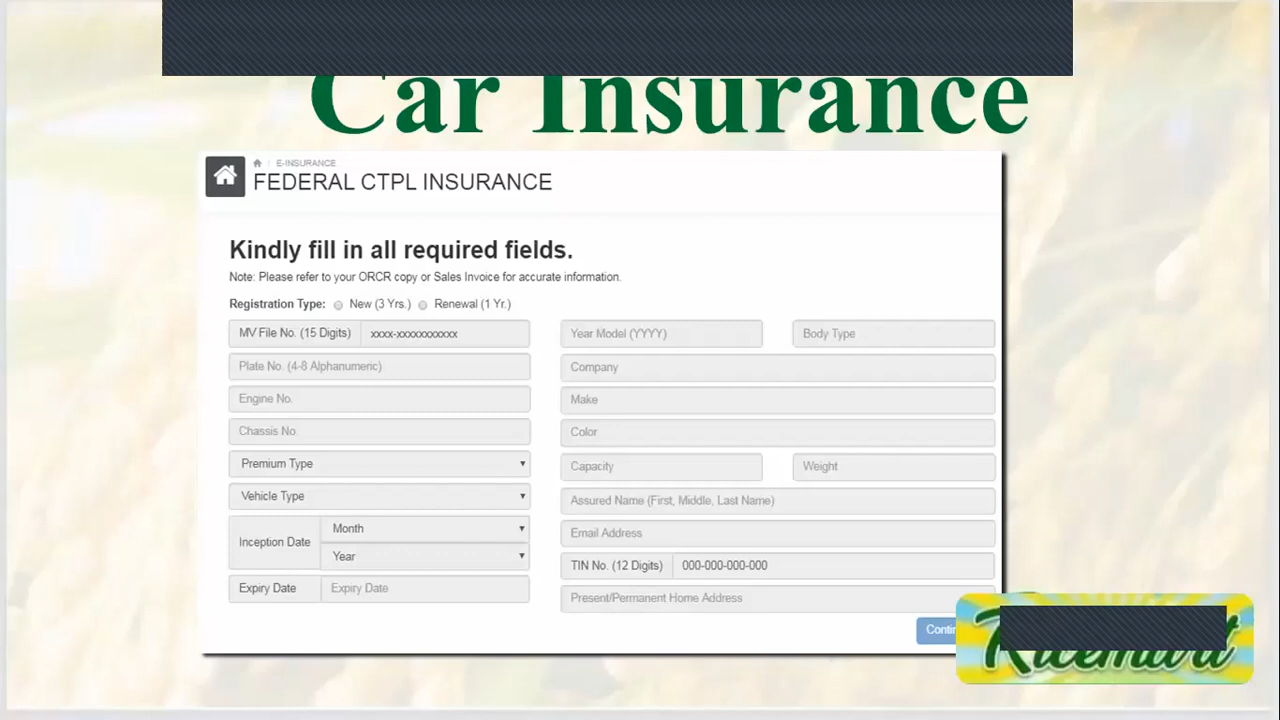 Car Insurance
/ E-INSURANCE
FEDERAL CTPL INSURANCE
Kindly fill in all required fields.
Note: Please refer to your ORCR copy or Sales Invoice for accurate information.
Registration Type: New (3 Yrs.) Renewal (1 Yr.)
MV File No. (15 Digits) xxxx-xxxxxxxxxxx
Year Model (YYYY) Body Type
Plate No. (4-8 Alphanumeric) Company
Engine No. Make
Chassis No. Color
Premium Type Capacity Weight
Vehicle Type Assured Name (First, Middle, Last Name)
Inception Date Month Email Address
Year TIN No. (12 Digits) 000-000-000-000
Expiry Date Expiry Date Present/Permanent Home Address